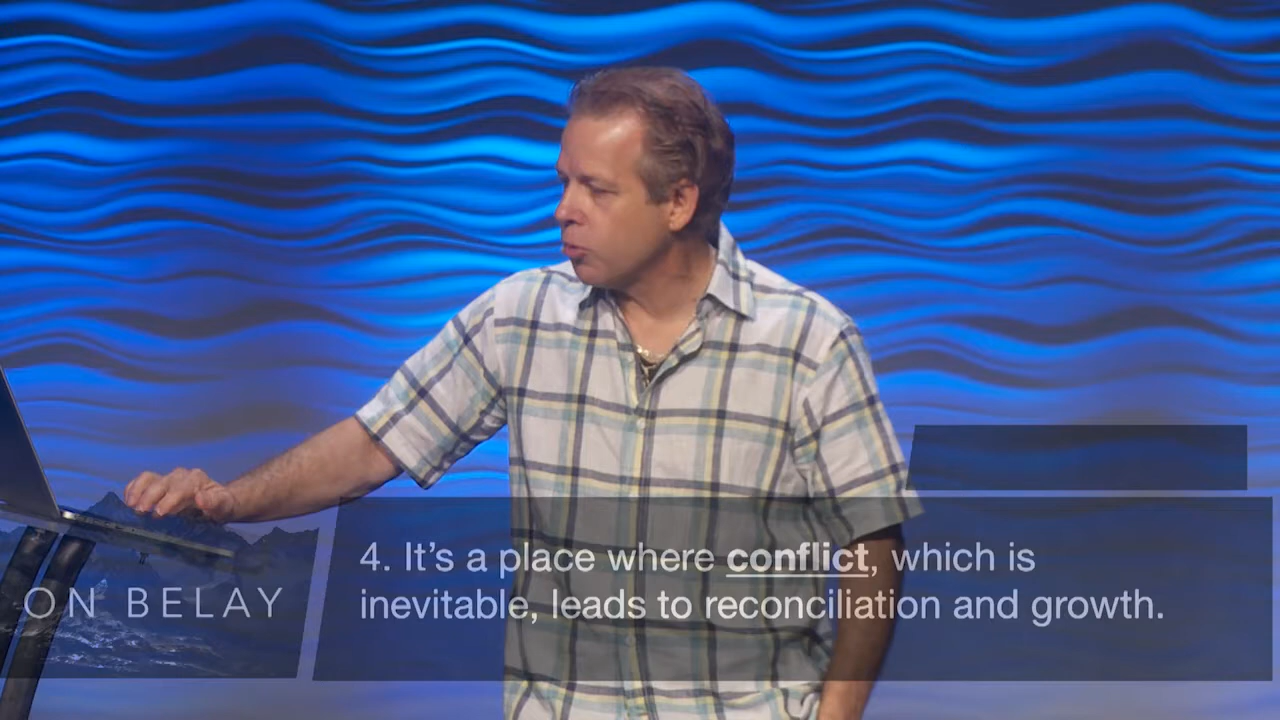 ON BELAY
4. It’s a place where conflict, which is
inevitable, leads to reconciliation and growth.